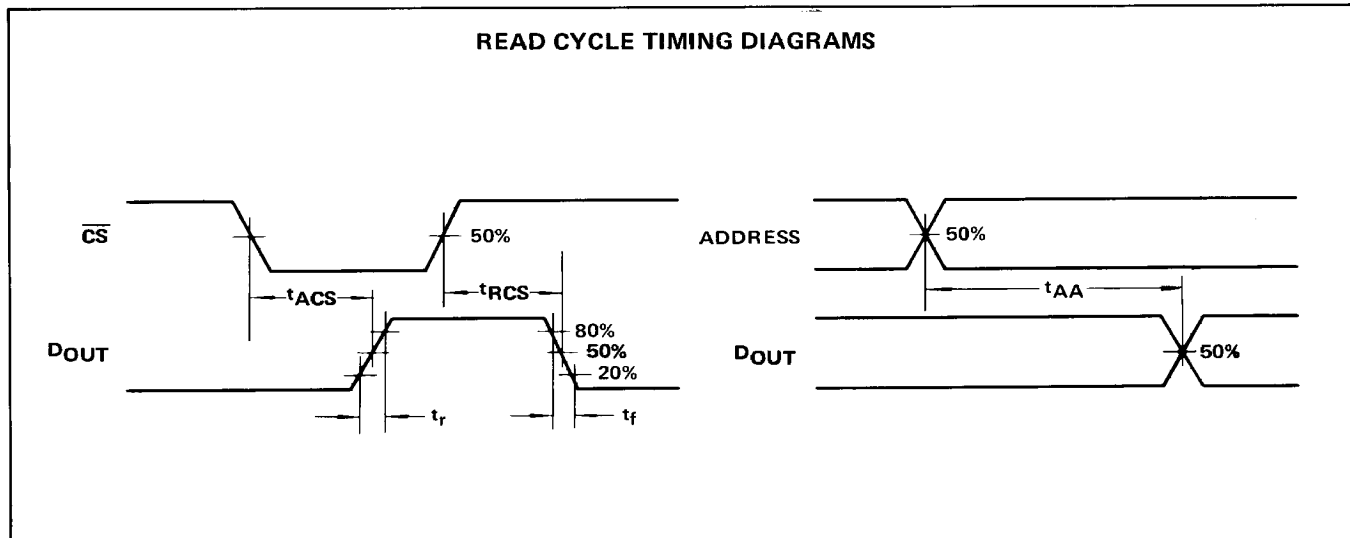 READ CYCLE TIMING DIAGRAMS
CS
50%
tACS
tRCS
DOUT
80%
50%
20%
tr
tf
ADDRESS
50%
tAA
DOUT
50%